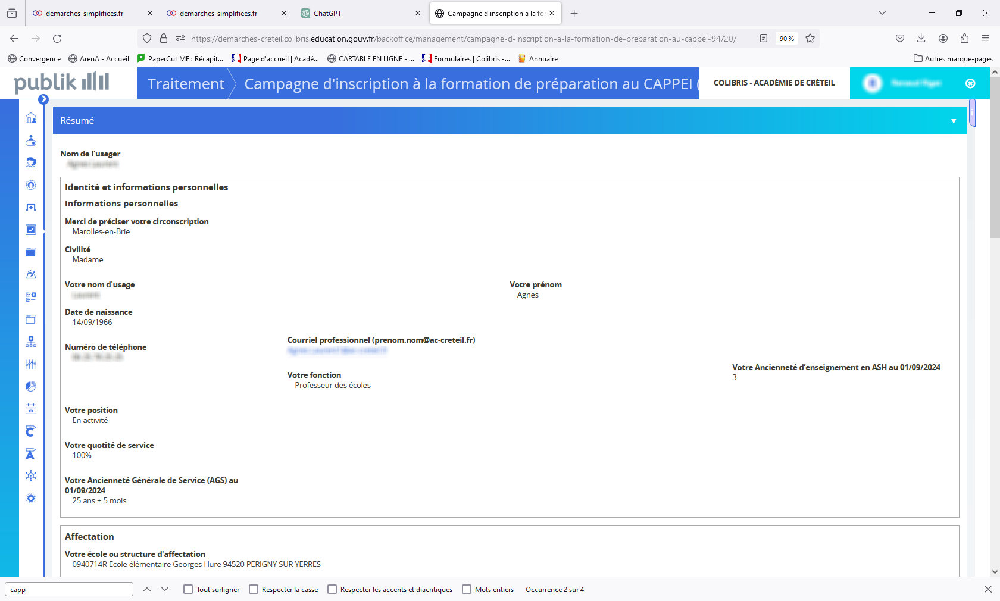 demarches-simplifiees.fr
demarches-simplifiees.fr
ChatGPT
Campagne d'inscription à la for
https://demarches-creteil.colibris.education.gouv.fr/backoffice/management/campagne-d-inscription-a-la-formation-de-preparation-au-cappei-94/20/
90 %
Convergence
ArenA - Accueil
PaperCut MF : Récapit...
Page d'accueil | Acadé...
CARTABLE EN LIGNE - ...
Formulaires | Colibris -...
Annuaire
Autres marque-pages
publik
Traitement
Campagne d'inscription à la formation de préparation au CAPPEI (
COLIBRIS - ACADÉMIE DE CRÉTEIL
Résumé
Nom de l'usager
Identité et informations personnelles
Informations personnelles
Merci de préciser votre circonscription
Marolles-en-Brie
Civilité
Madame
Votre nom d'usage
Votre prénom
Agnes
Date de naissance
14/09/1966
Numéro de téléphone
Courriel professionnel (prenom.nom@ac-creteil.fr)
Votre fonction
Professeur des écoles
Votre Ancienneté d’enseignement en ASH au 01/09/2024
3
Votre position
En activité
Votre quotité de service
100%
Votre Ancienneté Générale de Service (AGS) au
01/09/2024
25 ans + 5 mois
Affectation
Votre école ou structure d'affectation
0940714R Ecole élémentaire Georges Hure 94520 PERIGNY SUR YERRES
capp
Tout surligner
Respecter la casse
Respecter les accents et diacritiques
Mots entiers
Occurrence 2 sur 4